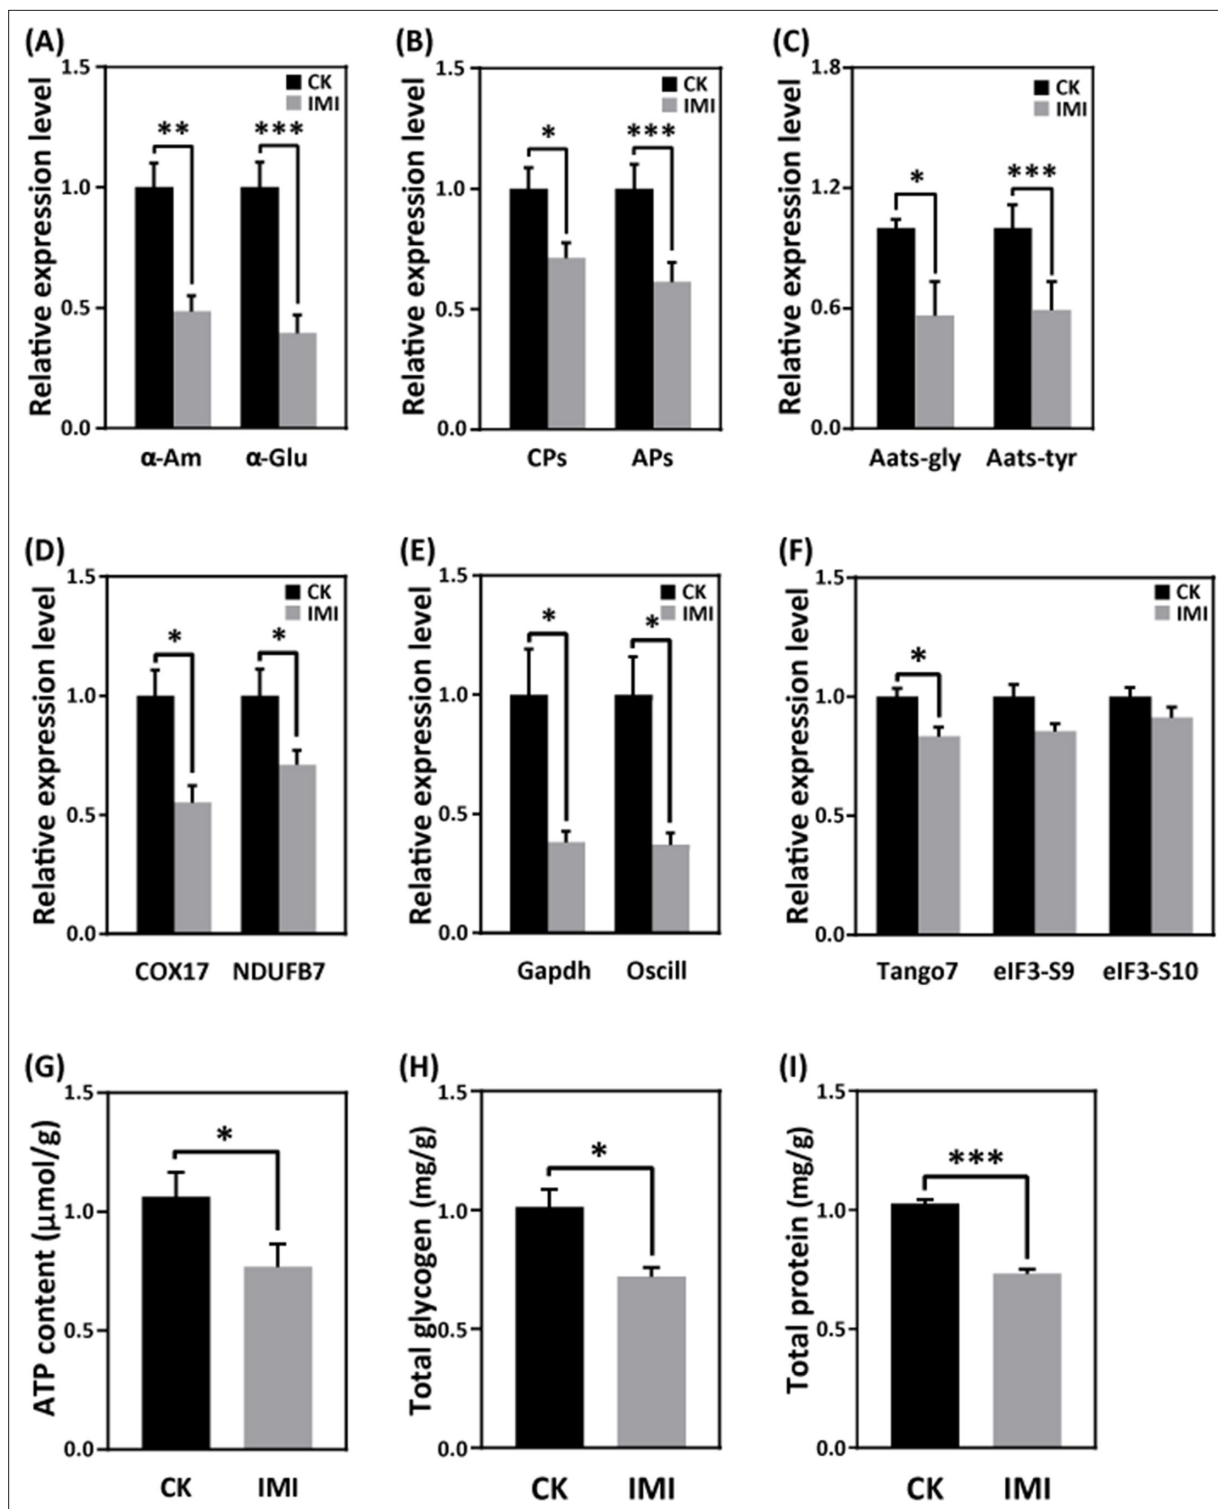 (A)
Relative expression level
1.5
1.0
0.5
0.0
CK
IMI
**
***
α-Am α-Glu
(B)
Relative expression level
1.5
1.0
0.5
0.0
CK
IMI
*
***
CPs APs
(C)
Relative expression level
1.8
1.2
0.6
0.0
CK
IMI
*
***
Aats-gly Aats-tyr
(D)
Relative expression level
1.5
1.0
0.5
0.0
CK
IMI
*
*
COX17 NDUFB7
(E)
Relative expression level
1.5
1.0
0.5
0.0
CK
IMI
*
*
Gapdh Oscill
(F)
Relative expression level
1.5
1.0
0.5
0.0
CK
IMI
*
Tango7 eIF3-S9 eIF3-S10
(G)
ATP content (μmol/g)
1.5
1.0
0.5
0.0
*
CK IMI
(H)
Total glycogen (mg/g)
1.5
1.0
0.5
0.0
*
CK IMI
(I)
Total protein (mg/g)
1.5
1.0
0.5
0.0
***
CK IMI